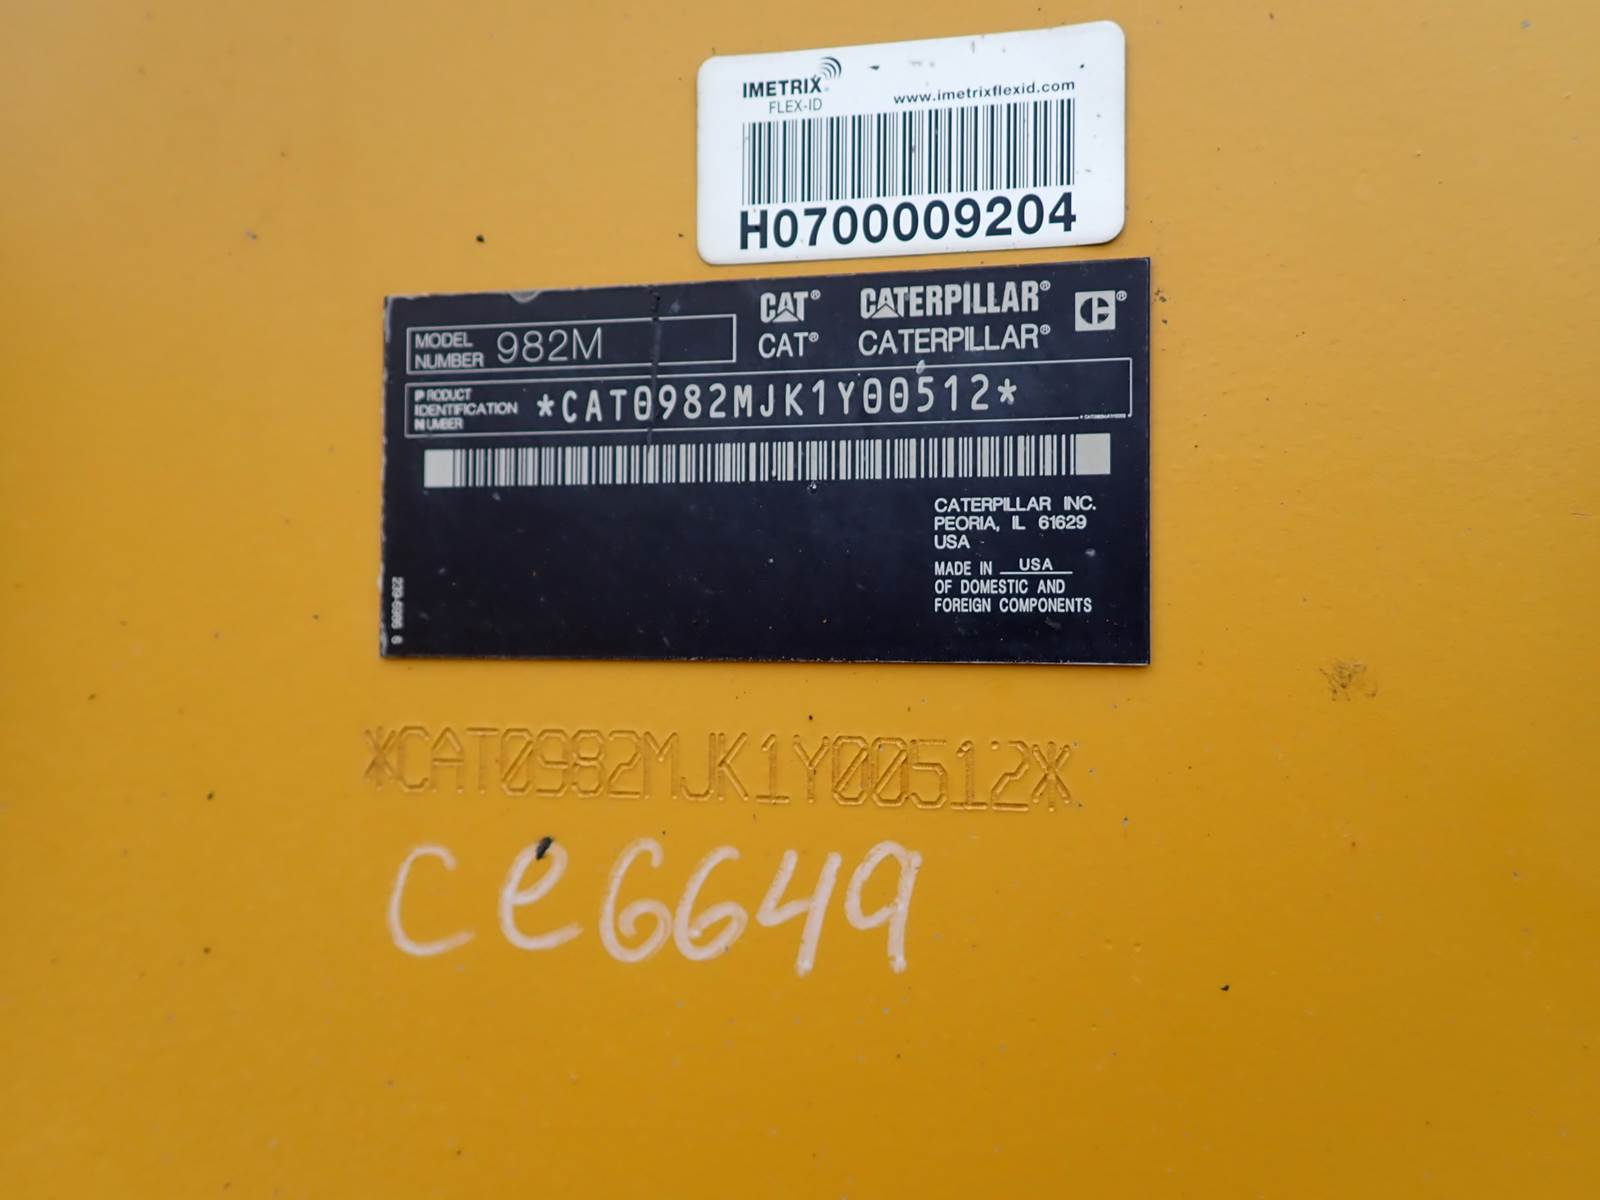 IMETRIX
FLEX-ID
www.imetrixflexid.com
H0700009204
CAT® CATERPILLAR®
MODEL NUMBER 982M
CAT® CATERPILLAR®
PRODUCT IDENTIFICATION NUMBER *CAT0982MJK1Y00512*
CATERPILLAR INC.
PEORIA, IL 61629
USA
MADE IN USA
OF DOMESTIC AND
FOREIGN COMPONENTS
*CAT0982MJK1Y00512*
Ce6649